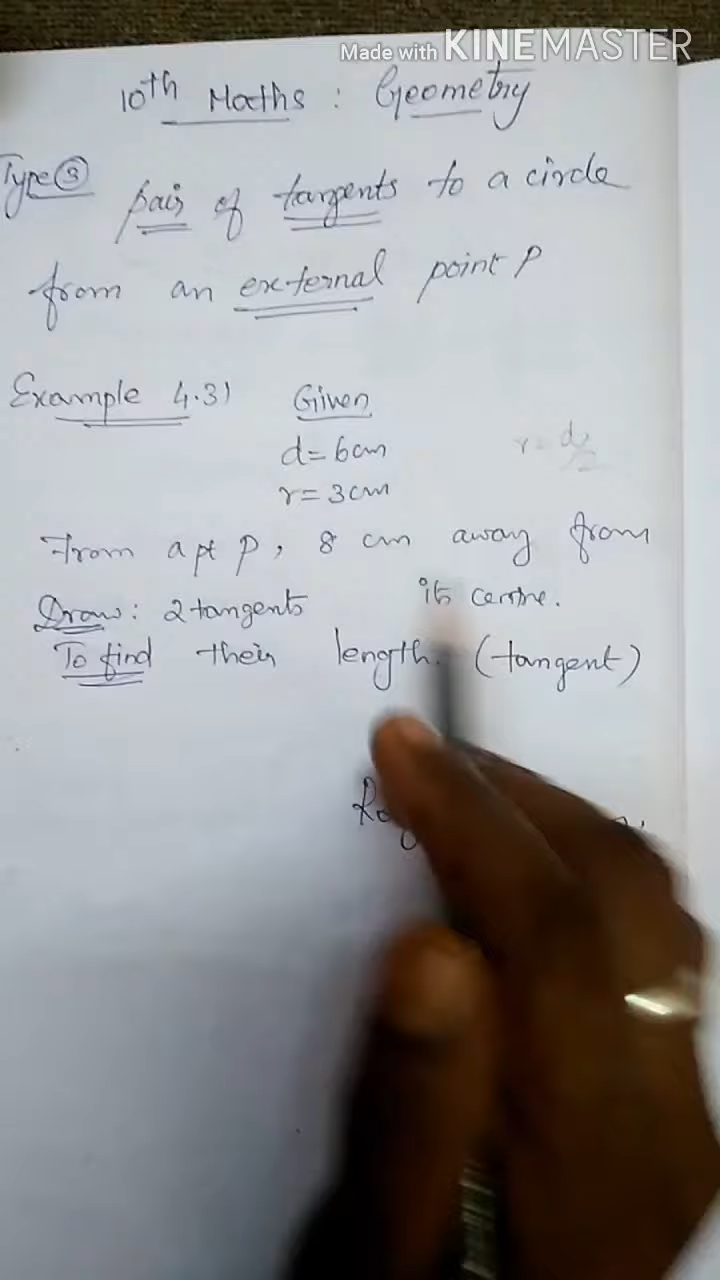 Made with KINEMASTER
10th Maths : Geometry
Type ③ pair of tangents to a circle
from an external point P
Example 4.31 Given
d = 6cm r = d/2
r = 3cm
From a pt P, 8 cm away from
Draw: 2 tangents its centre.
To find their length. (tangent)